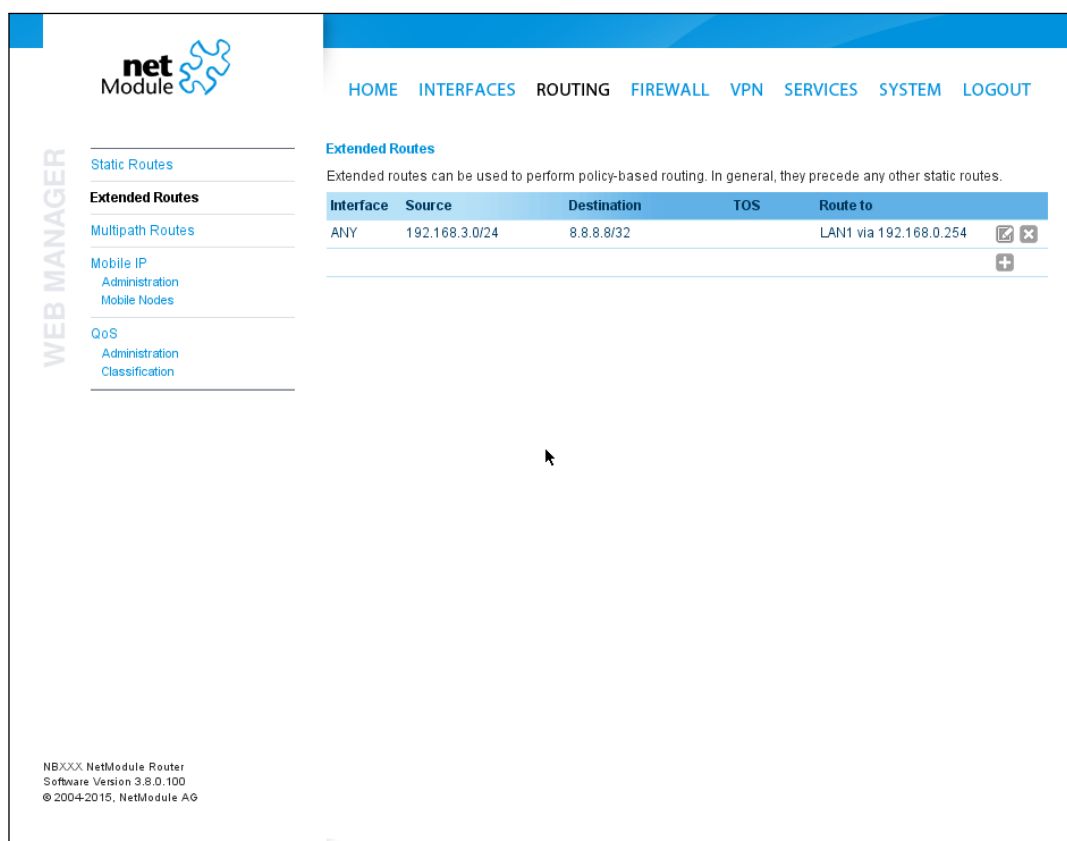 net
Module
HOME INTERFACES ROUTING FIREWALL VPN SERVICES SYSTEM LOGOUT
WEB MANAGER
Static Routes
Extended Routes
Multipath Routes
Mobile IP
Administration
Mobile Nodes
QoS
Administration
Classification
Extended Routes
Extended routes can be used to perform policy-based routing. In general, they precede any other static routes.
Interface Source Destination TOS Route to
ANY 192.168.3.0/24 8.8.8.8/32 LAN1 via 192.168.0.254
NBXXX NetModule Router
Software Version 3.8.0.100
© 2004-2015, NetModule AG